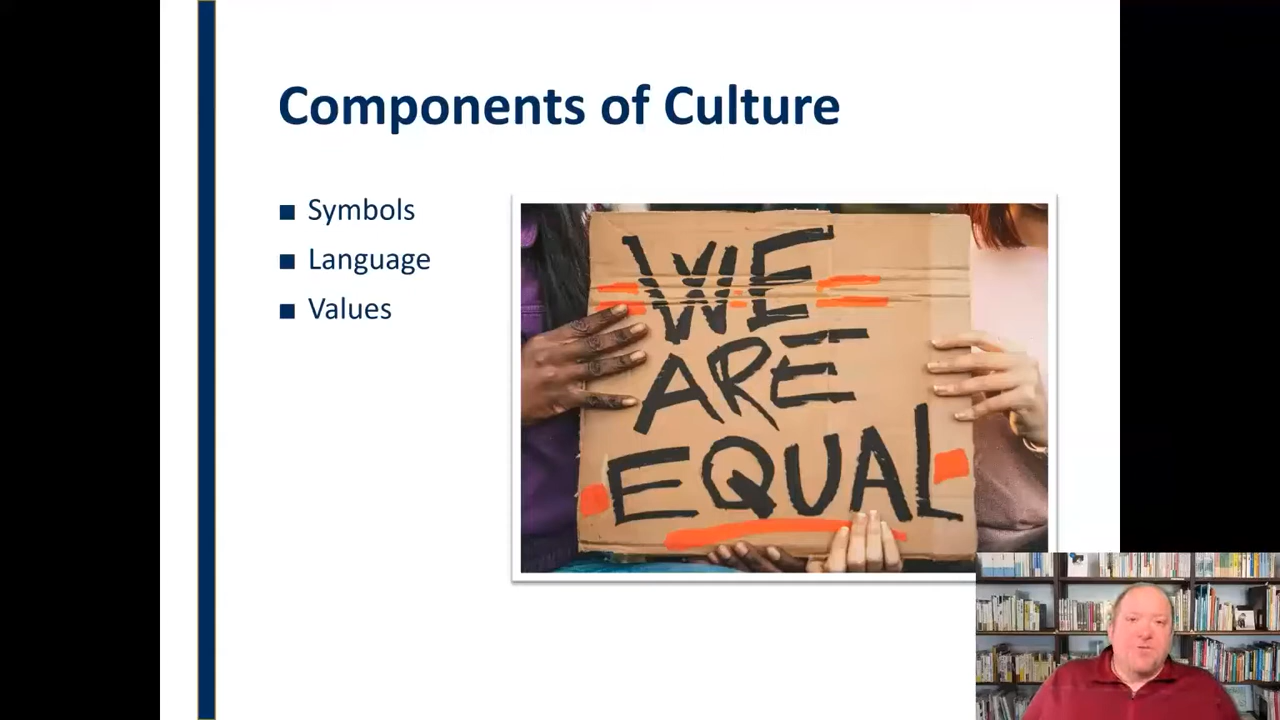 Components of Culture
Symbols
Language
Values
WE
ARE
EQUAL